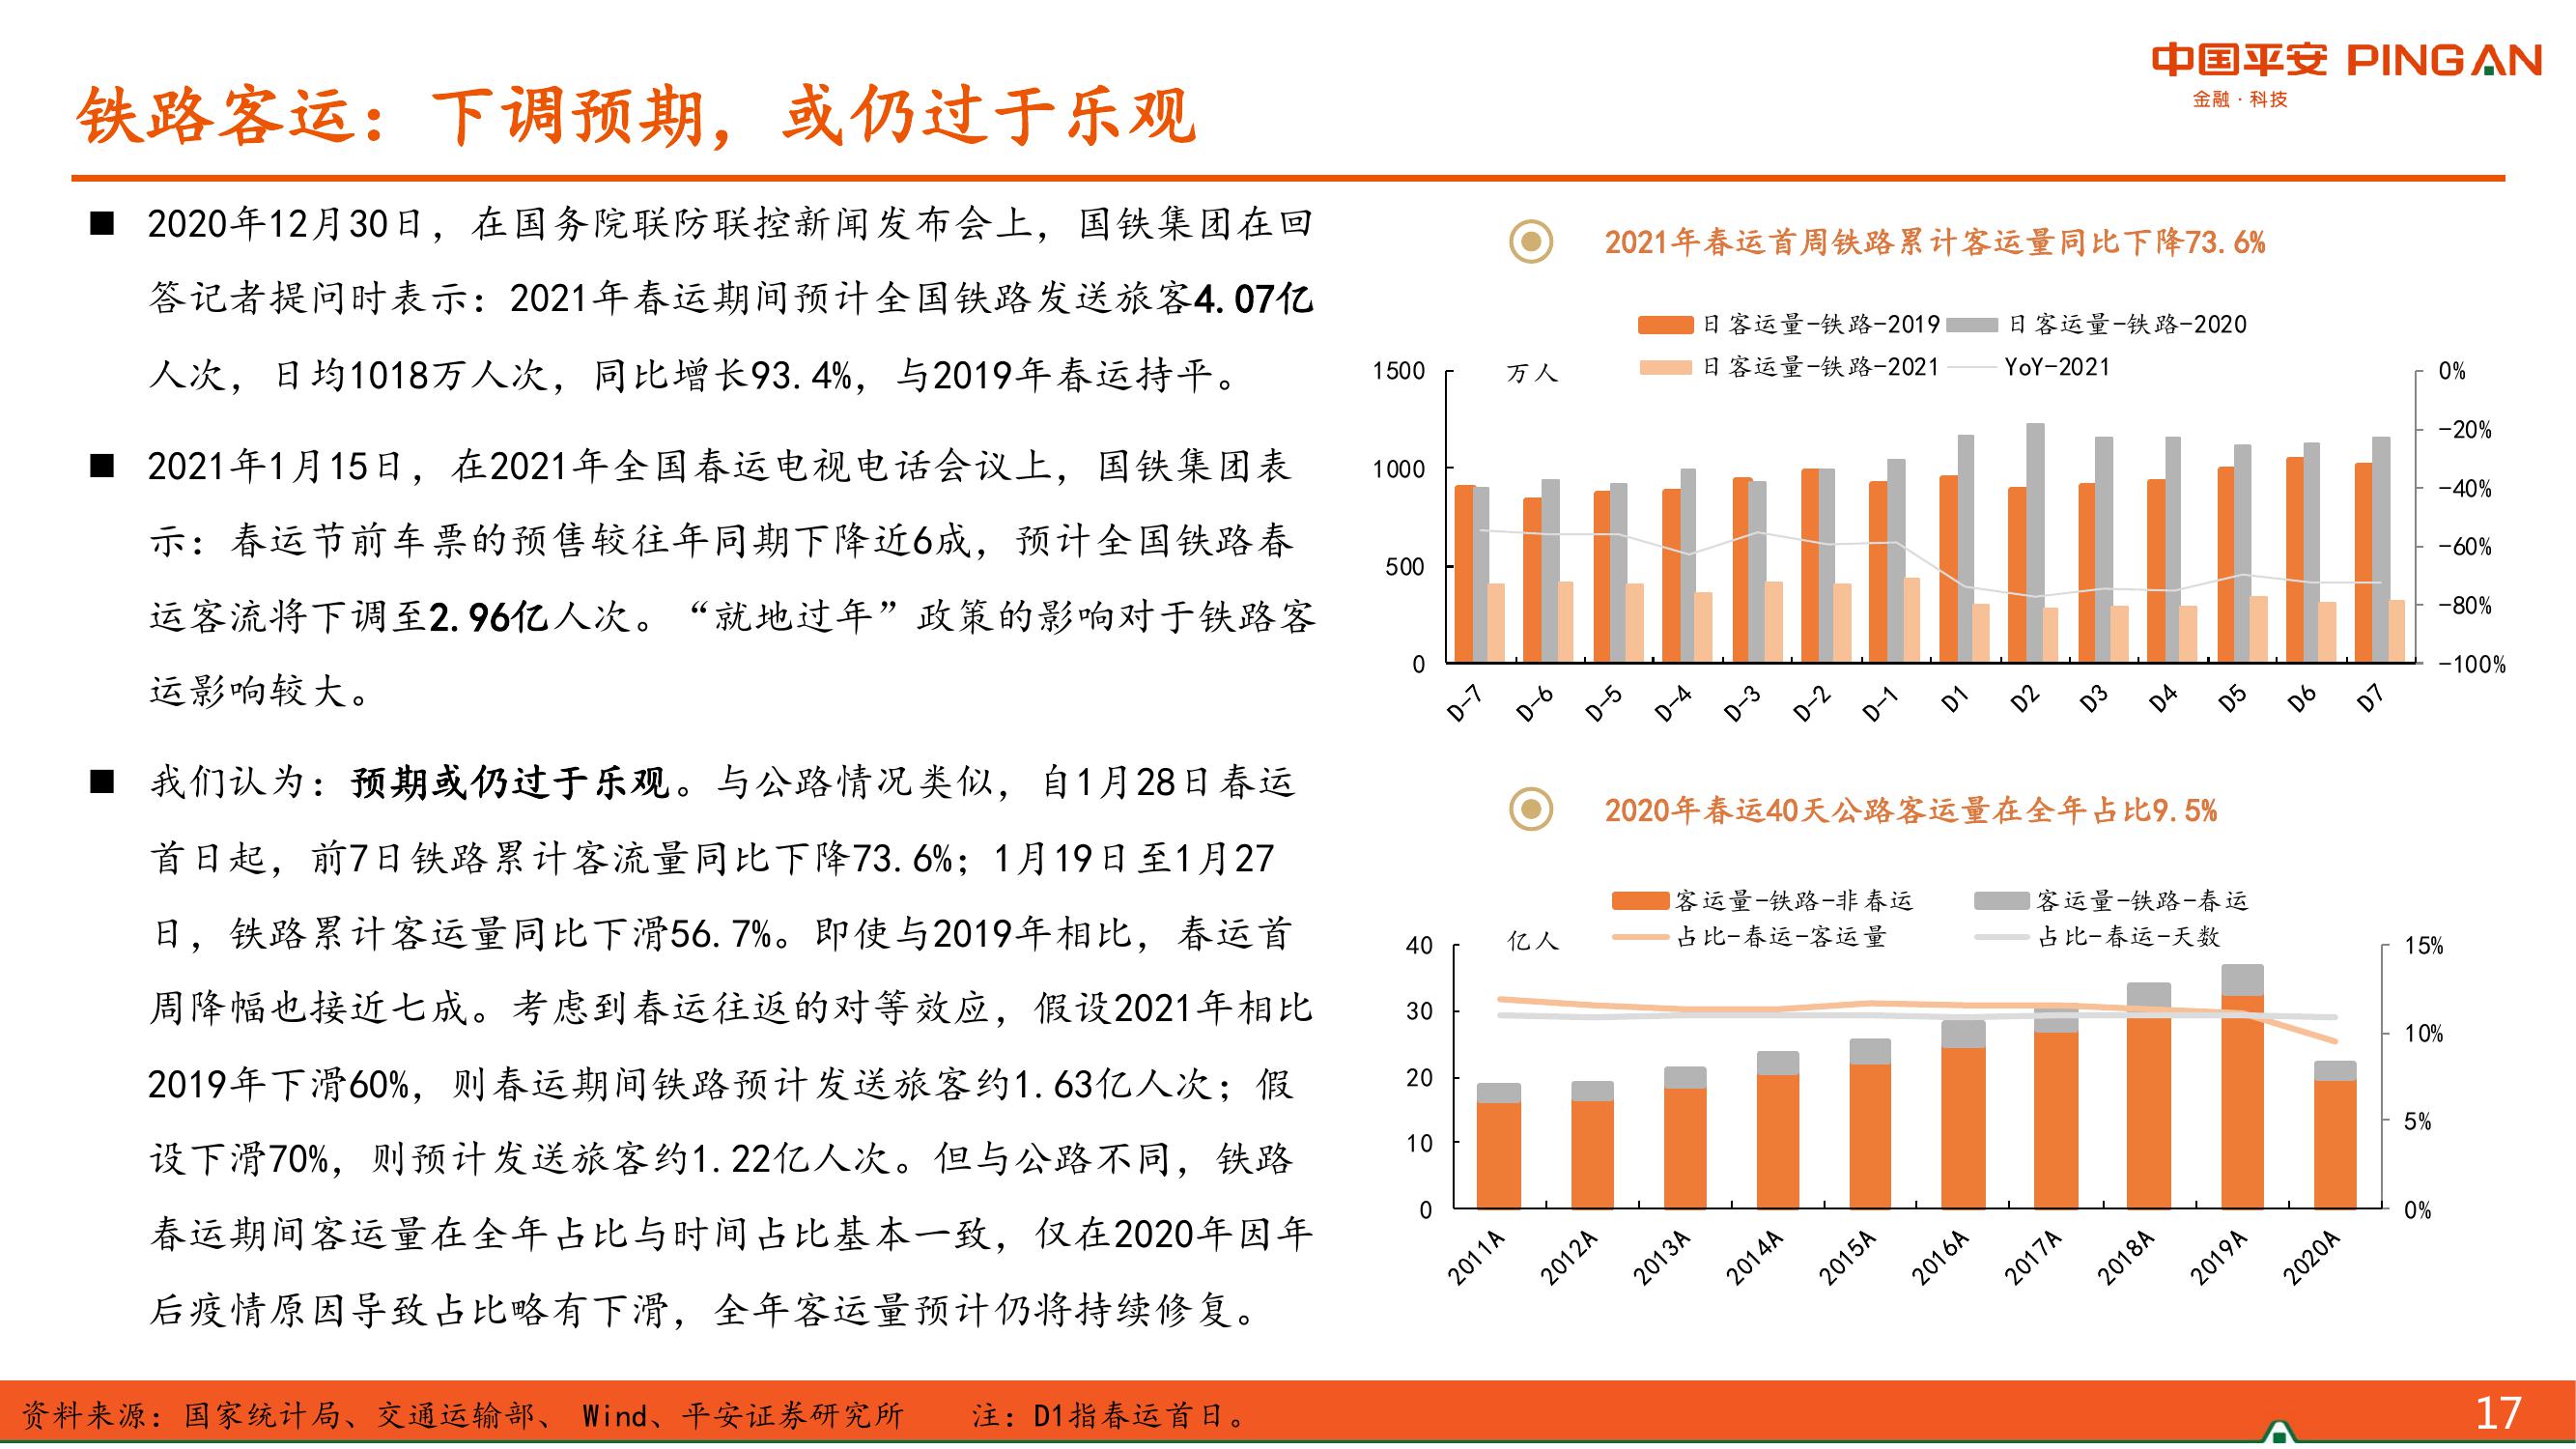 中国平安 PINGAN
金融·科技
铁路客运：下调预期，或仍过于乐观
■ 2020年12月30日，在国务院联防联控新闻发布会上，国铁集团在回
答记者提问时表示：2021年春运期间预计全国铁路发送旅客4.07亿
人次，日均1018万人次，同比增长93.4%，与2019年春运持平。
■ 2021年1月15日，在2021年全国春运电视电话会议上，国铁集团表
示：春运节前车票的预售较往年同期下降近6成，预计全国铁路春
运客流将下调至2.96亿人次。“就地过年”政策的影响对于铁路客
运影响较大。
■ 我们认为：预期或仍过于乐观。与公路情况类似，自1月28日春运
首日起，前7日铁路累计客流量同比下降73.6%；1月19日至1月27
日，铁路累计客运量同比下滑56.7%。即使与2019年相比，春运首
周降幅也接近七成。考虑到春运往返的对等效应，假设2021年相比
2019年下滑60%，则春运期间铁路预计发送旅客约1.63亿人次；假
设下滑70%，则预计发送旅客约1.22亿人次。但与公路不同，铁路
春运期间客运量在全年占比与时间占比基本一致，仅在2020年因年
后疫情原因导致占比略有下滑，全年客运量预计仍将持续修复。
2021年春运首周铁路累计客运量同比下降73.6%
日客运量-铁路-2019 日客运量-铁路-2020
日客运量-铁路-2021 YoY-2021
万人
1500
1000
500
0
0%
-20%
-40%
-60%
-80%
-100%
D-7 D-6 D-5 D-4 D-3 D-2 D-1 D1 D2 D3 D4 D5 D6 D7
2020年春运40天公路客运量在全年占比9.5%
客运量-铁路-非春运 客运量-铁路-春运
占比-春运-客运量 占比-春运-天数
亿人
40
30
20
10
0
15%
10%
5%
0%
2011A 2012A 2013A 2014A 2015A 2016A 2017A 2018A 2019A 2020A
资料来源：国家统计局、交通运输部、 Wind、平安证券研究所 注：D1指春运首日。
17